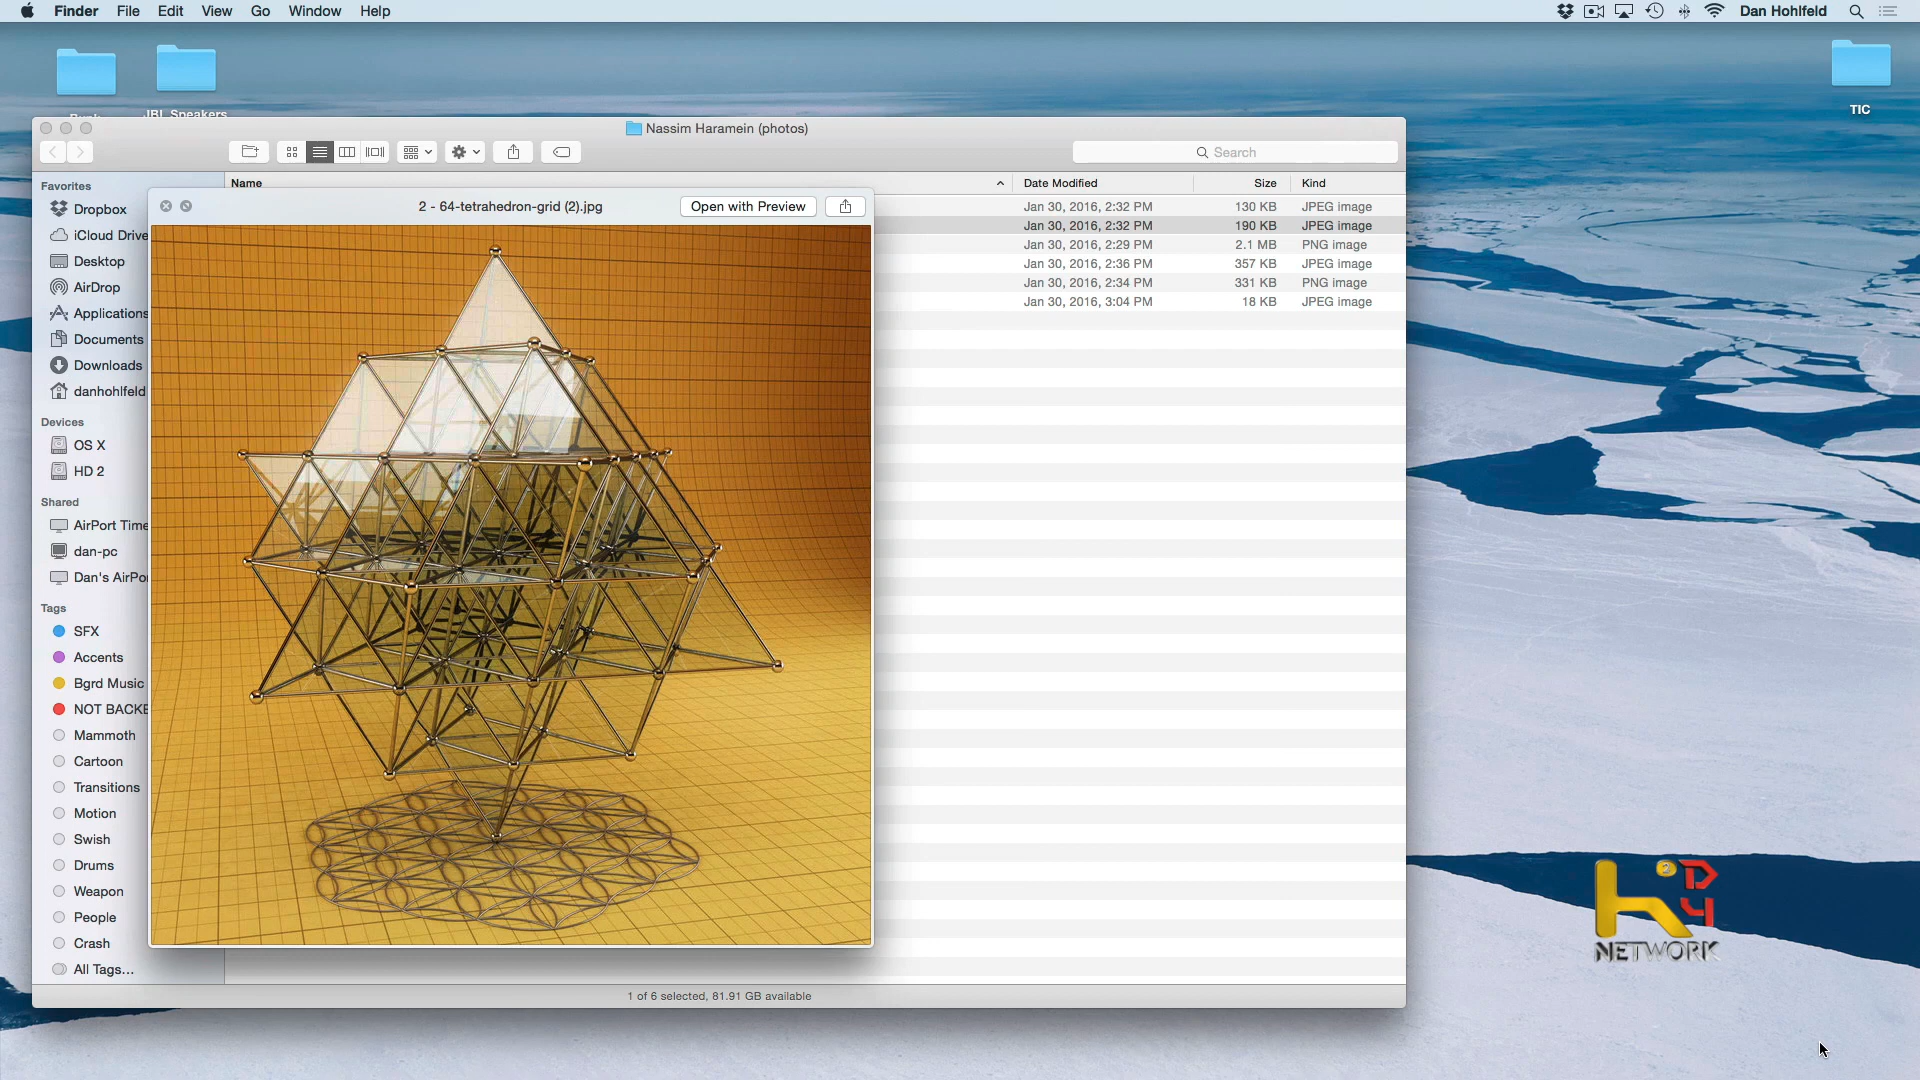 Finder File Edit View Go Window Help
Dan Hohlfeld
JBL Speakers
TIC
Nassim Haramein (photos)
Search
Favorites
Name
Date Modified
Size
Kind
2 - 64-tetrahedron-grid (2).jpg
Open with Preview
Dropbox
iCloud Drive
Desktop
AirDrop
Applications
Documents
Downloads
danhohlfeld
Devices
OS X
HD 2
Shared
AirPort Time
dan-pc
Dan's AirPo
Tags
SFX
Accents
Bgrd Music
NOT BACKE
Mammoth
Cartoon
Transitions
Motion
Swish
Drums
Weapon
People
Crash
All Tags...
Jan 30, 2016, 2:32 PM 130 KB JPEG image
Jan 30, 2016, 2:32 PM 190 KB JPEG image
Jan 30, 2016, 2:29 PM 2.1 MB PNG image
Jan 30, 2016, 2:36 PM 357 KB JPEG image
Jan 30, 2016, 2:34 PM 331 KB PNG image
Jan 30, 2016, 3:04 PM 18 KB JPEG image
1 of 6 selected, 81.91 GB available
NETWORK